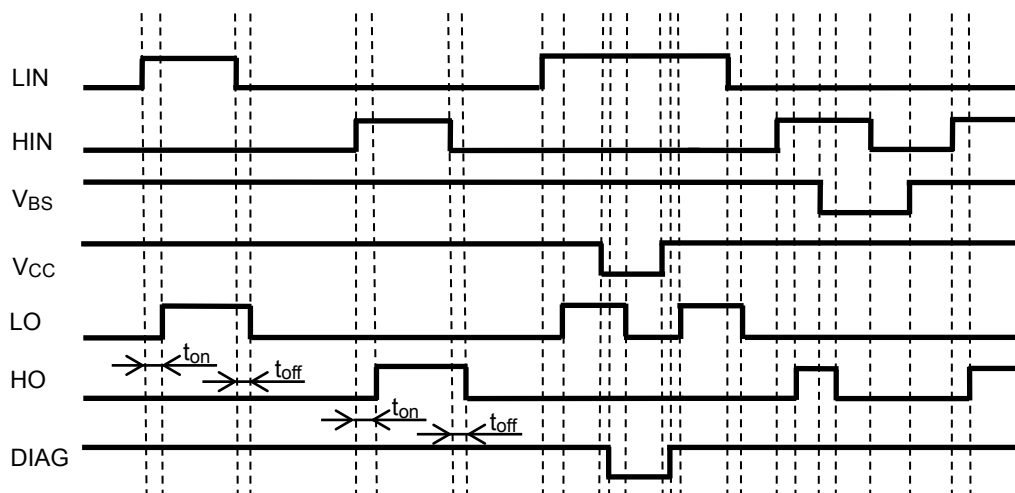 LIN
HIN
VBS
VCC
LO
ton
toff
HO
ton
toff
DIAG